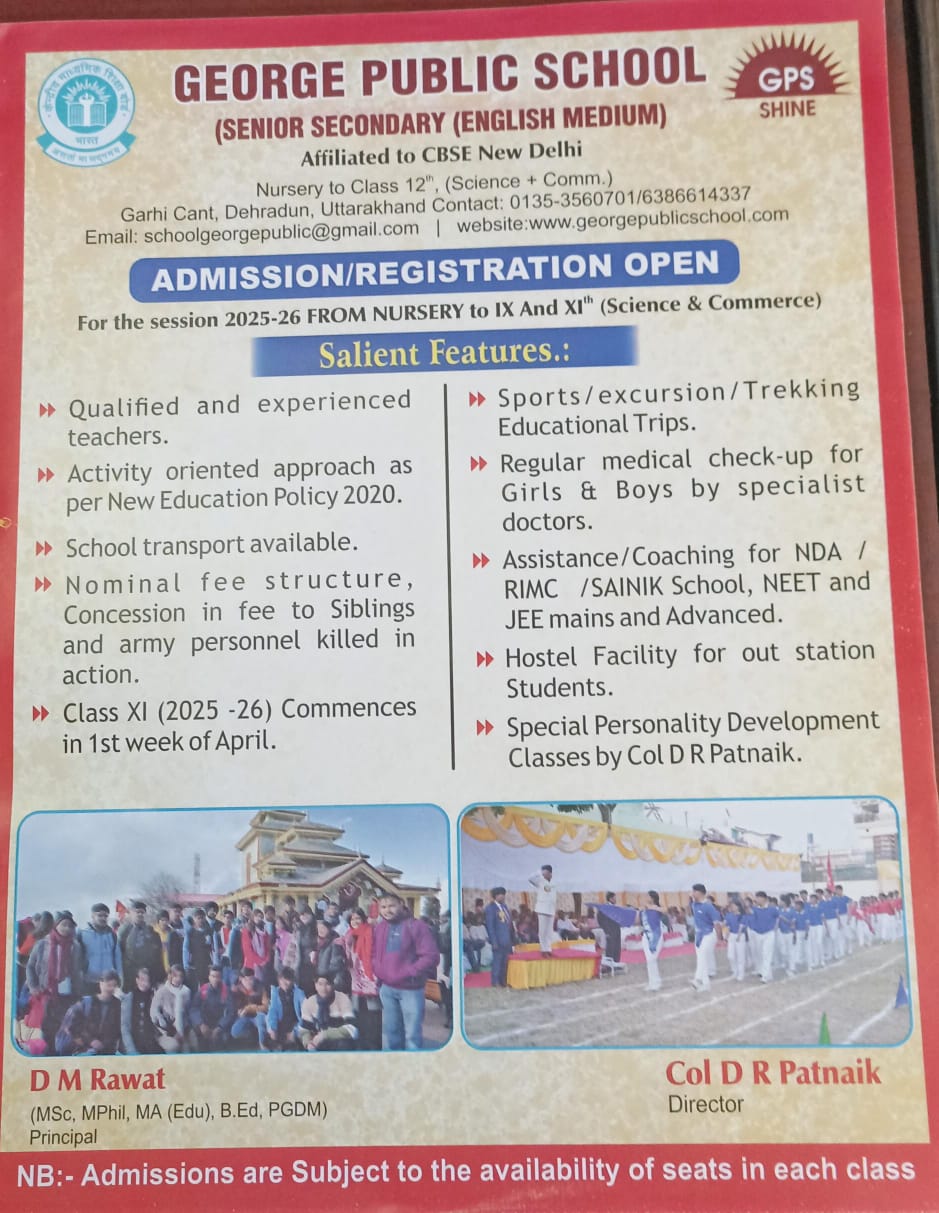 केन्द्रीय माध्यमिक शिक्षा बोर्ड
भारत
असतो मा सद्गमय
GEORGE PUBLIC SCHOOL
GPS
SHINE
(SENIOR SECONDARY (ENGLISH MEDIUM)
Affiliated to CBSE New Delhi
Nursery to Class 12th, (Science + Comm.)
Garhi Cant, Dehradun, Uttarakhand Contact: 0135-3560701/6386614337
Email: schoolgeorgepublic@gmail.com | website:www.georgepublicschool.com
ADMISSION/REGISTRATION OPEN
For the session 2025-26 FROM NURSERY to IX And XIth (Science & Commerce)
Salient Features.:
Qualified and experienced
teachers.
Activity oriented approach as
per New Education Policy 2020.
School transport available.
Nominal fee structure,
Concession in fee to Siblings
and army personnel killed in
action.
Class XI (2025 -26) Commences
in 1st week of April.
Sports/excursion/Trekking
Educational Trips.
Regular medical check-up for
Girls & Boys by specialist
doctors.
Assistance/Coaching for NDA /
RIMC /SAINIK School, NEET and
JEE mains and Advanced.
Hostel Facility for out station
Students.
Special Personality Development
Classes by Col D R Patnaik.
D M Rawat
(MSc, MPhil, MA (Edu), B.Ed, PGDM)
Principal
Col D R Patnaik
Director
NB:- Admissions are Subject to the availability of seats in each class